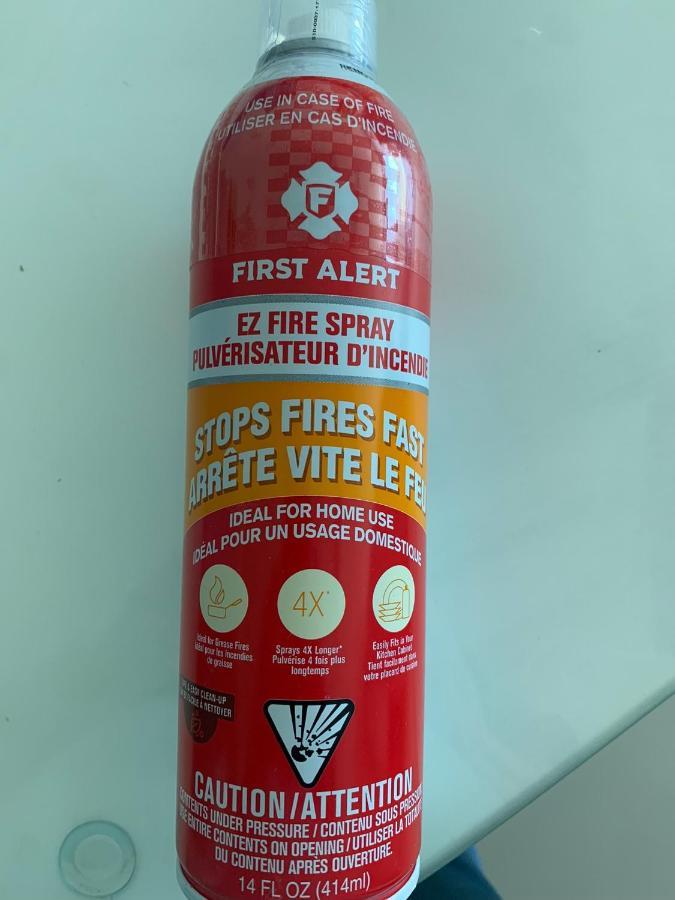 USE IN CASE OF FIRE
UTILISER EN CAS D'INCENDIE
F
FIRST ALERT
EZ FIRE SPRAY
PULVÉRISATEUR D'INCENDIE
STOPS FIRES FAST
ARRÊTE VITE LE FEU
IDEAL FOR HOME USE
IDÉAL POUR UN USAGE DOMESTIQUE
4X*
Ideal for Grease Fires
Idéal pour les incendies
de graisse
Sprays 4X Longer*
Pulvérise 4 fois plus
longtemps
Easily Fits in Your
Kitchen Cabinet
Tient facilement dans
votre placard de cuisine
& EASY CLEAN-UP
À NETTOYER
CAUTION/ATTENTION
CONTENTS UNDER PRESSURE / CONTENU SOUS PRESSION
USE ENTIRE CONTENTS ON OPENING / UTILISER LA TOTALITÉ
DU CONTENU APRÈS OUVERTURE.
14 FL OZ (414ml)